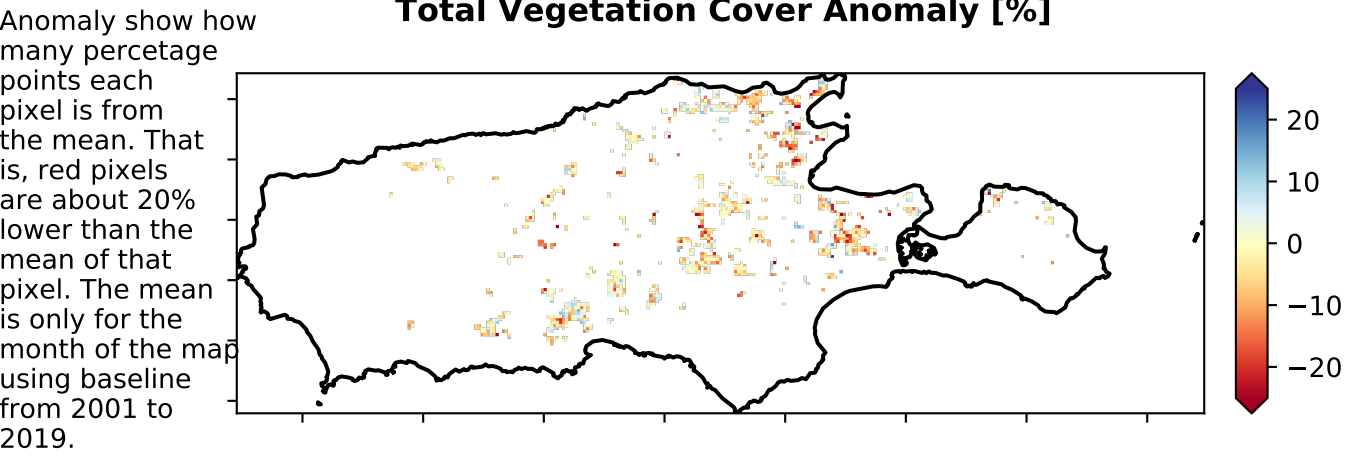 Total Vegetation Cover Anomaly [%]
Anomaly show how
many percetage
points each
pixel is from
the mean. That
is, red pixels
are about 20%
lower than the
mean of that
pixel. The mean
is only for the
month of the map
using baseline
from 2001 to
2019.
20
10
0
−10
−20